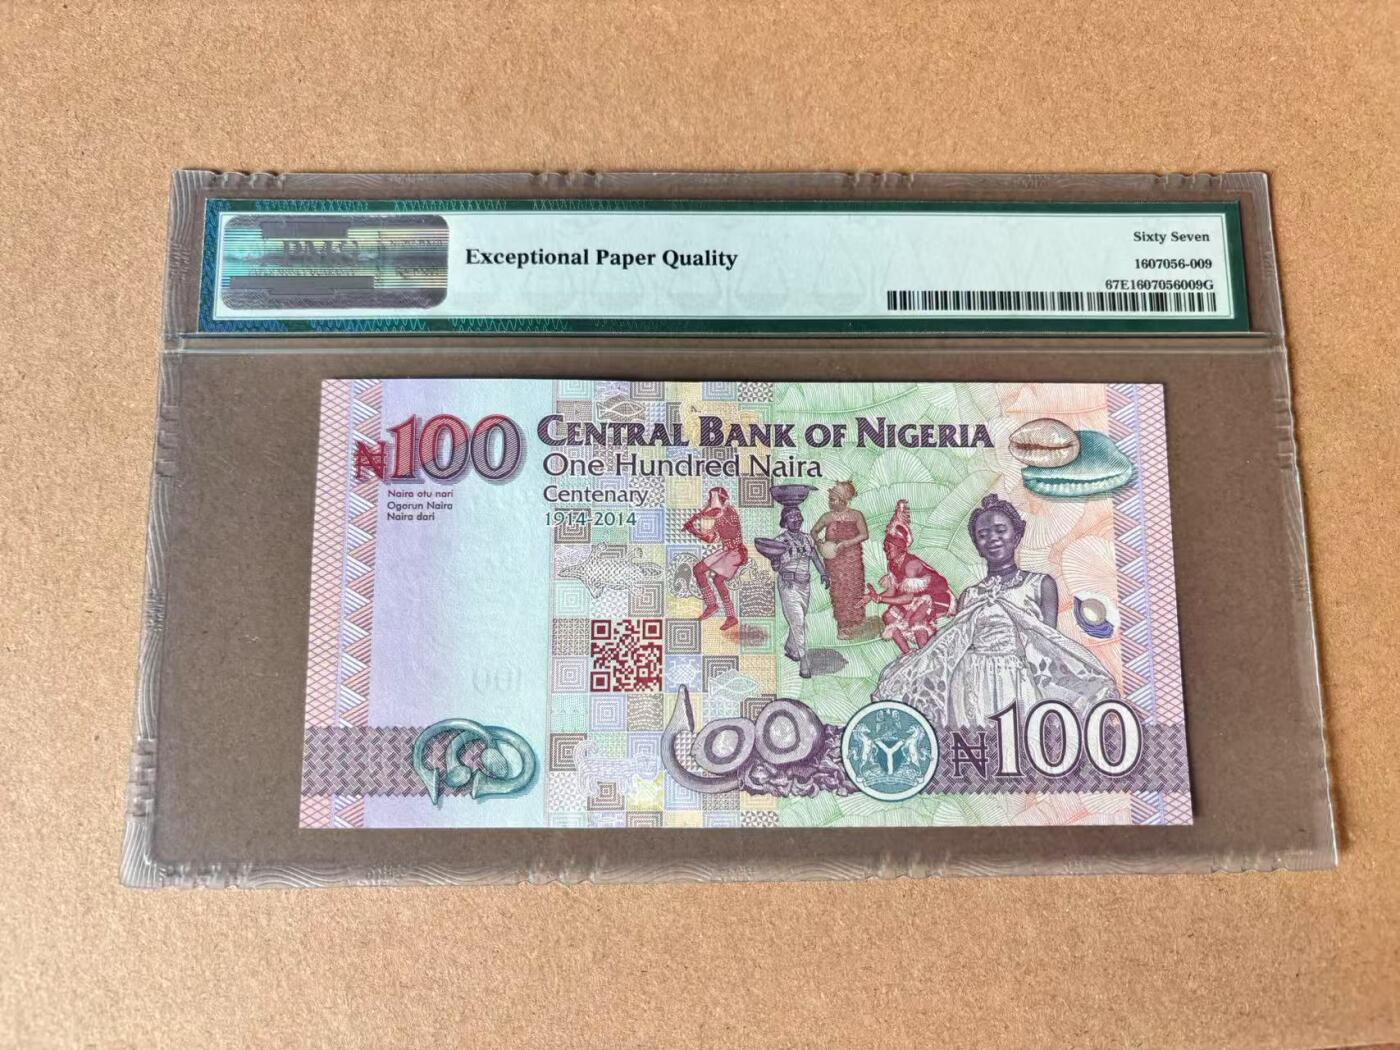 PMG
Exceptional Paper Quality
Sixty Seven
1607056-009
67E1607056009G
₦100
CENTRAL BANK OF NIGERIA
One Hundred Naira
Centenary
1914-2014
Naira otu nari
Ogorun Naira
Naira dari
₦100